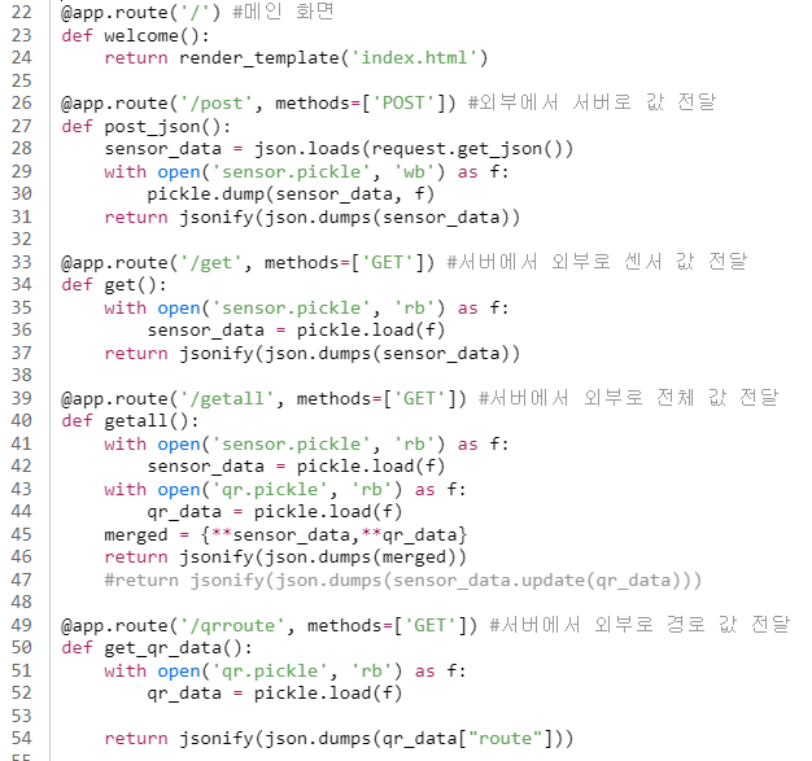 22 @app.route('/') #메인 화면
23 def welcome():
24     return render_template('index.html')
25
26 @app.route('/post', methods=['POST']) #외부에서 서버로 값 전달
27 def post_json():
28     sensor_data = json.loads(request.get_json())
29     with open('sensor.pickle', 'wb') as f:
30         pickle.dump(sensor_data, f)
31     return jsonify(json.dumps(sensor_data))
32
33 @app.route('/get', methods=['GET']) #서버에서 외부로 센서 값 전달
34 def get():
35     with open('sensor.pickle', 'rb') as f:
36         sensor_data = pickle.load(f)
37     return jsonify(json.dumps(sensor_data))
38
39 @app.route('/getall', methods=['GET']) #서버에서 외부로 전체 값 전달
40 def getall():
41     with open('sensor.pickle', 'rb') as f:
42         sensor_data = pickle.load(f)
43     with open('qr.pickle', 'rb') as f:
44         qr_data = pickle.load(f)
45     merged = {**sensor_data,**qr_data}
46     return jsonify(json.dumps(merged))
47     #return jsonify(json.dumps(sensor_data.update(qr_data)))
48
49 @app.route('/qrroute', methods=['GET']) #서버에서 외부로 경로 값 전달
50 def get_qr_data():
51     with open('qr.pickle', 'rb') as f:
52         qr_data = pickle.load(f)
53
54     return jsonify(json.dumps(qr_data["route"]))
55